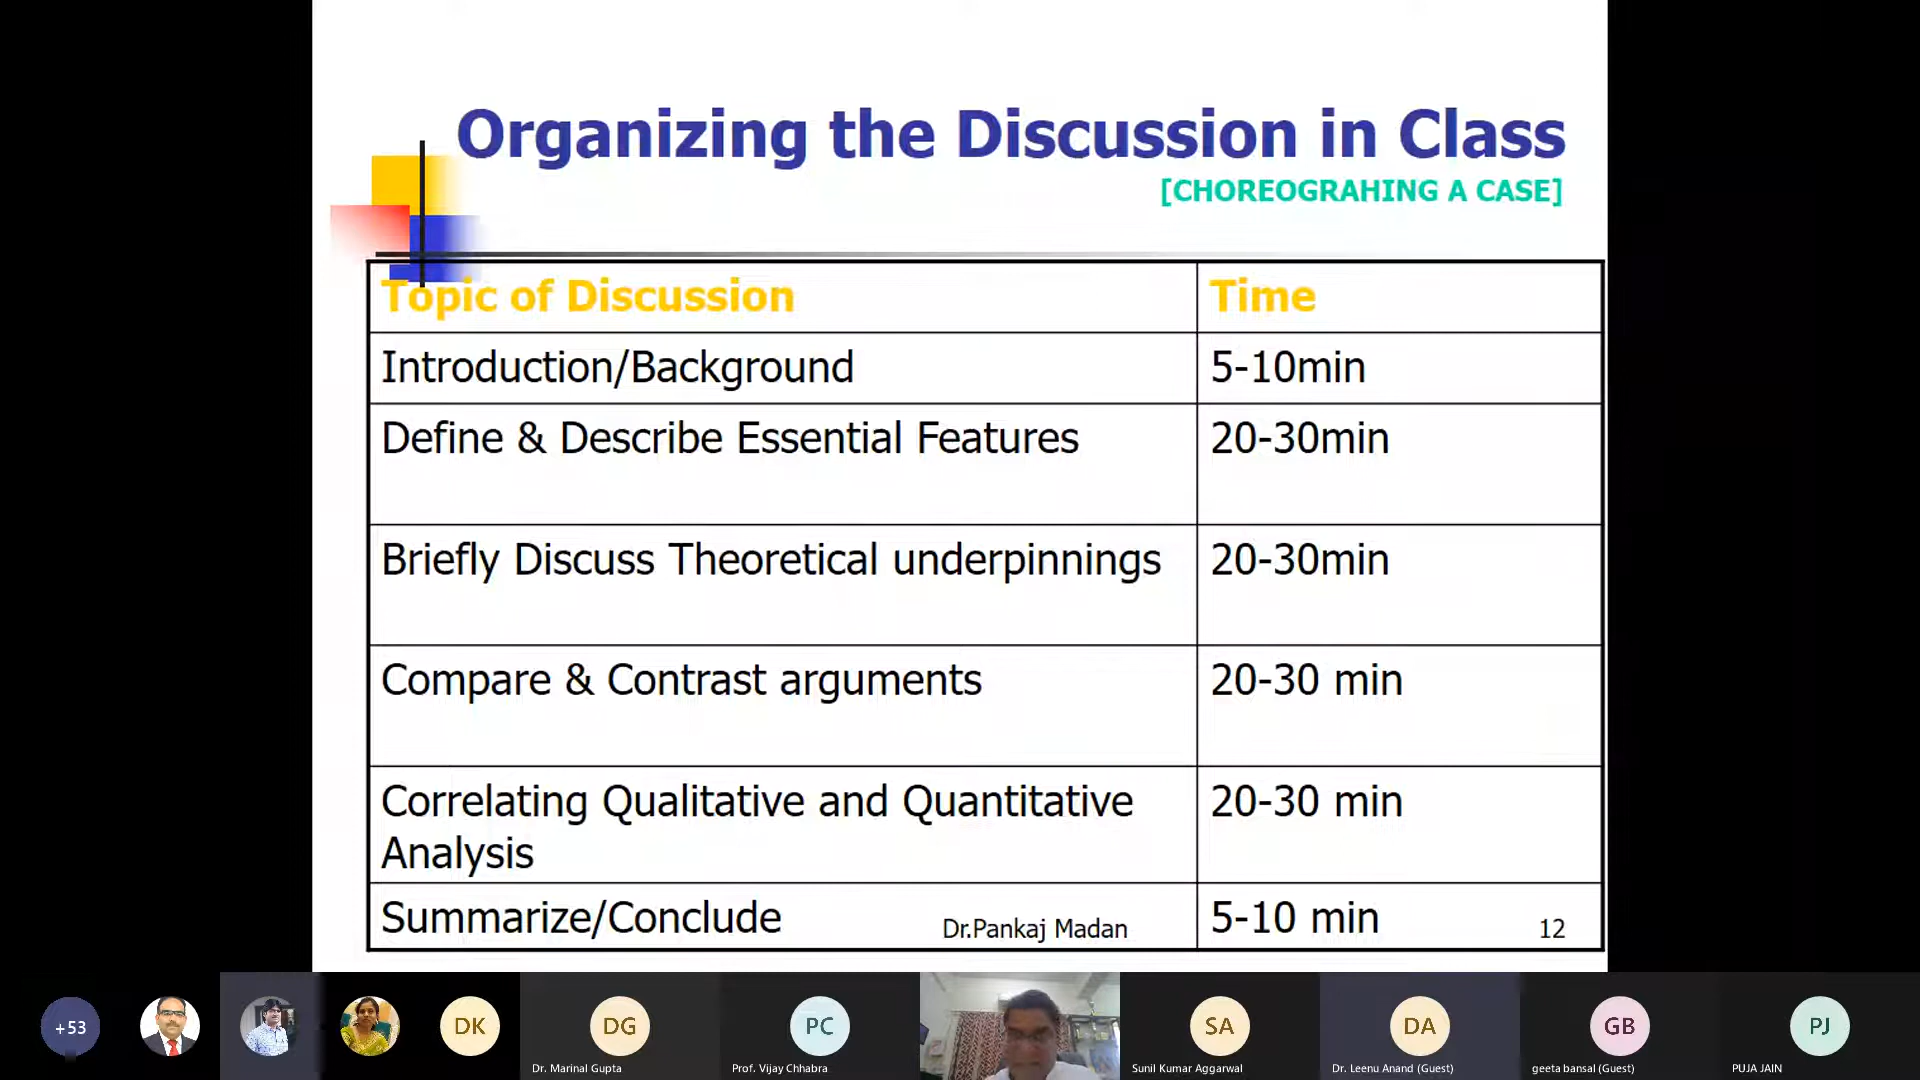 Organizing the Discussion in Class
[CHOREOGRAHING A CASE]
Topic of Discussion
Time
Introduction/Background
5-10min
Define & Describe Essential Features
20-30min
Briefly Discuss Theoretical underpinnings
20-30min
Compare & Contrast arguments
20-30 min
Correlating Qualitative and Quantitative
Analysis
20-30 min
Summarize/Conclude
5-10 min
Dr.Pankaj Madan
12
+53
DK
DG
Dr. Marinal Gupta
PC
Prof. Vijay Chhabra
SA
Sunil Kumar Aggarwal
DA
Dr. Leenu Anand (Guest)
GB
geeta bansal (Guest)
PJ
PUJA JAIN